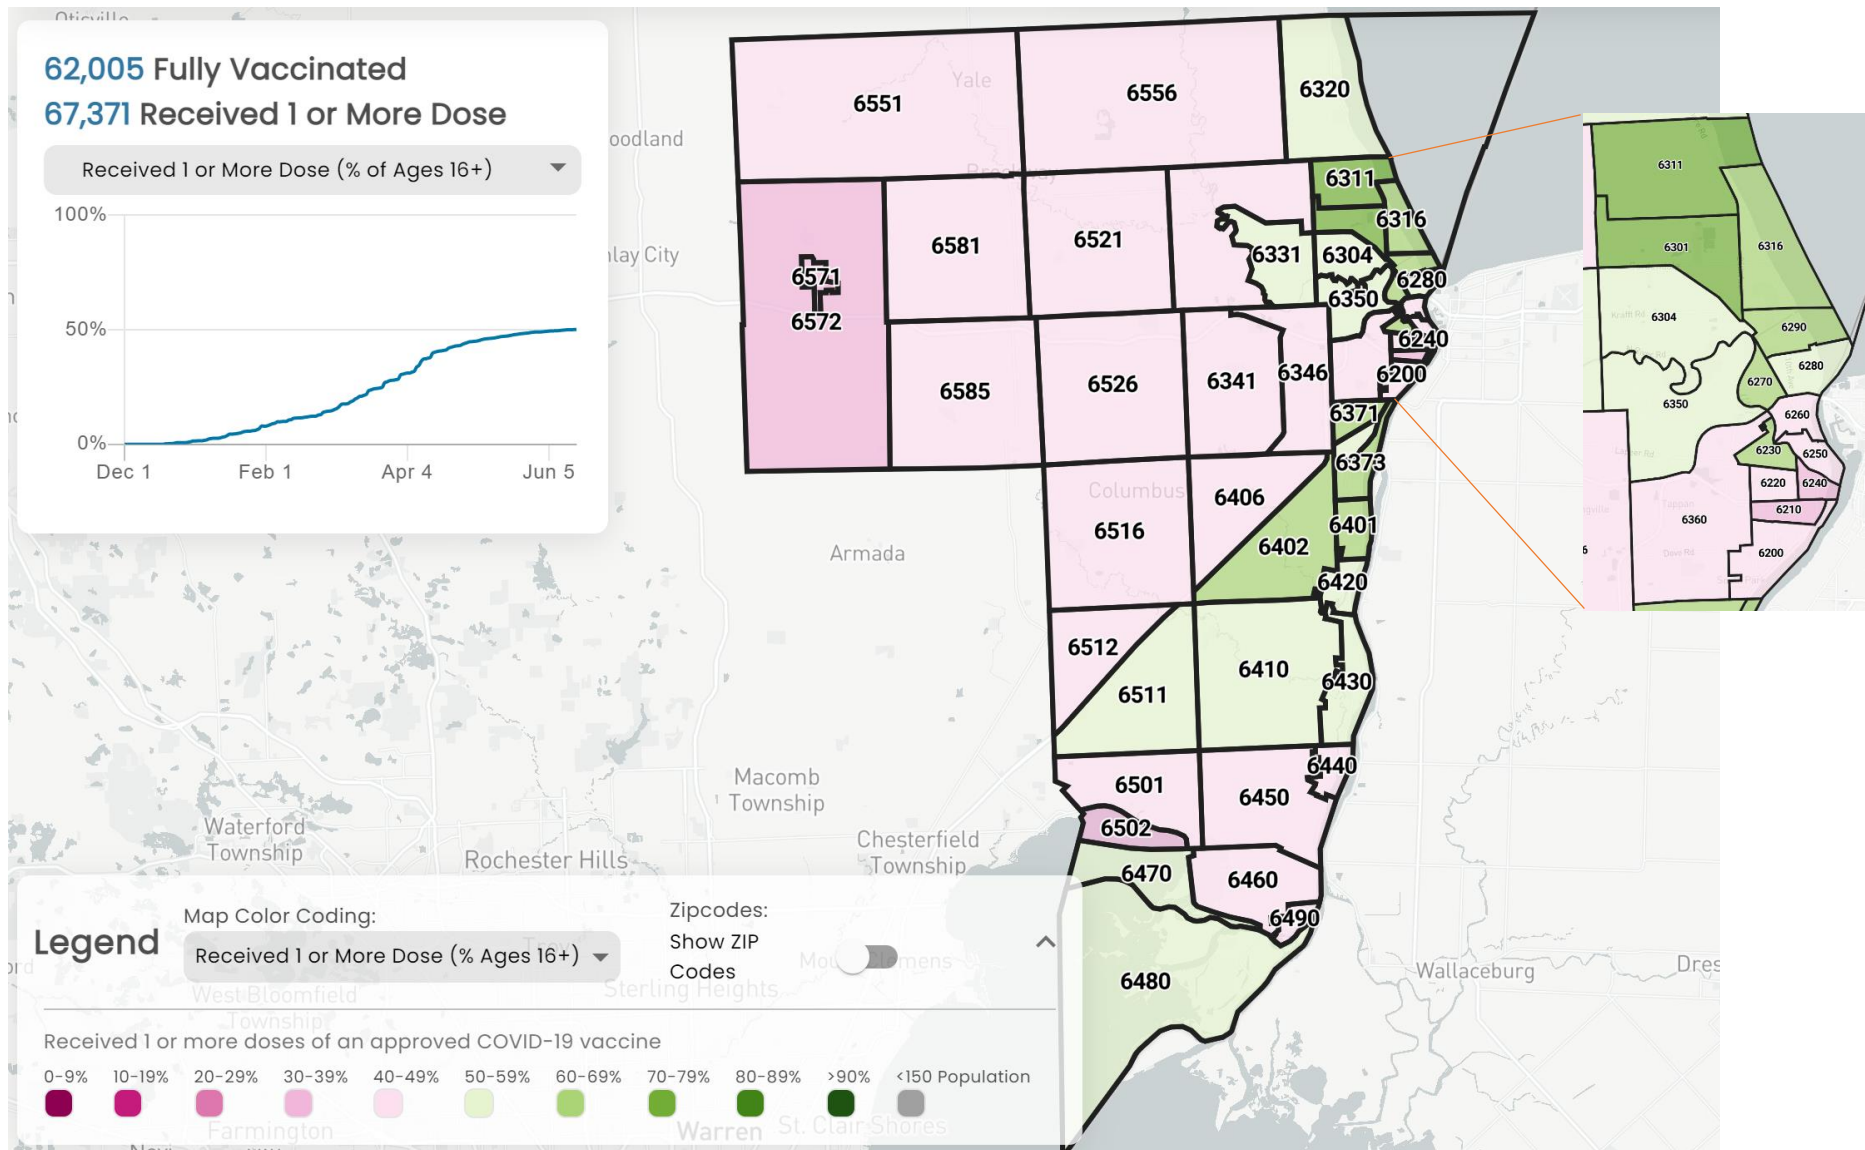 Otisville
62,005 Fully Vaccinated
67,371 Received 1 or More Dose
Received 1 or More Dose (% of Ages 16+)
100%
50%
0%
Dec 1 Feb 1 Apr 4 Jun 5
oodland
Yale
nlay City
Columbus
Armada
Macomb
Township
Waterford
Township
Rochester Hills
Chesterfield
Township
Wallaceburg
Dres
6551
6556
6320
6311
6316
6581
6521
6331
6304
6280
6571
6350
6572
6240
6585
6526
6341
6346
6200
6371
6373
6406
6401
6516
6402
6420
6512
6410
6511
6430
6440
6501
6450
6502
6470
6460
6490
6480
6311
6301
6316
6304
6290
6280
6270
6350
6260
6230
6250
6220
6240
6210
6360
6200
6
Legend
Map Color Coding:
Received 1 or More Dose (% Ages 16+)
Zipcodes:
Show ZIP
Codes
West Bloomfield
Township
Sterling Heights
Received 1 or more doses of an approved COVID-19 vaccine
0-9% 10-19% 20-29% 30-39% 40-49% 50-59% 60-69% 70-79% 80-89% >90% <150 Population
Farmington
Warren
St. Clair Shores